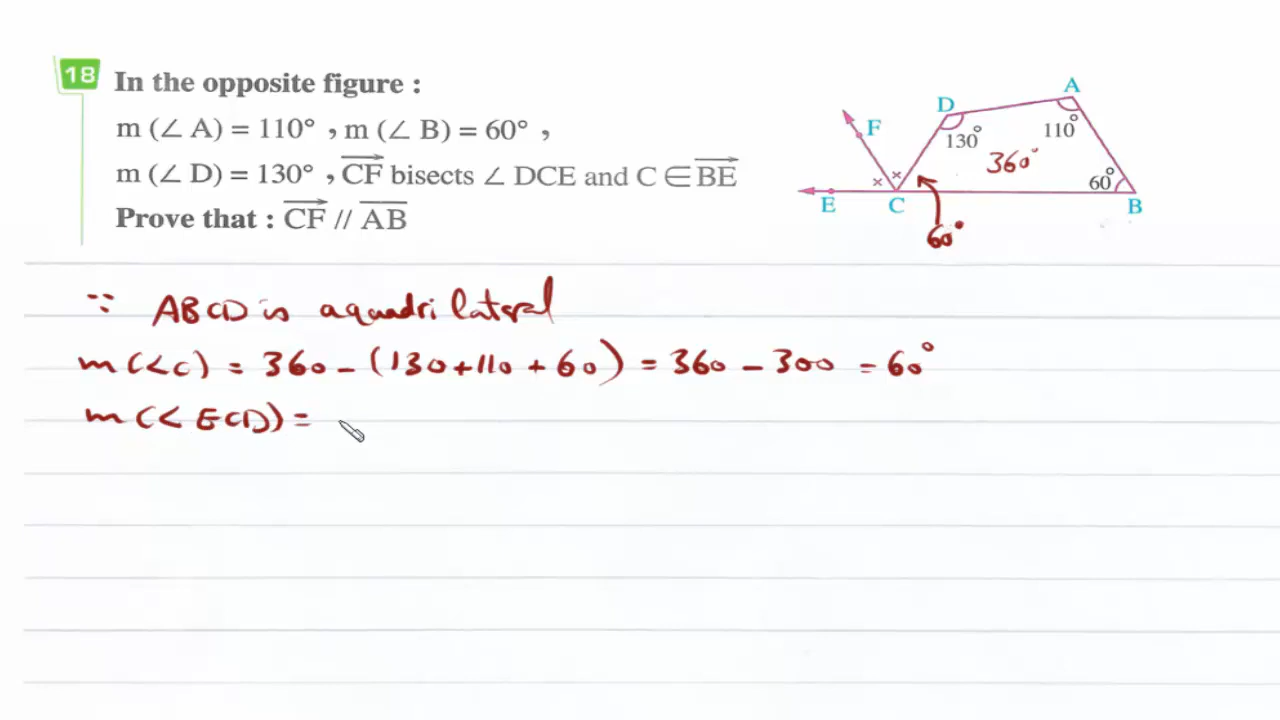 18 In the opposite figure :
m (∠ A) = 110° , m (∠ B) = 60° ,
m (∠ D) = 130° , CF bisects ∠ DCE and C ∈ BE
Prove that : CF // AB
A
D
F
130°
110°
360°
60°
E
C
B
60°
∵ ABCD is a quadrilateral
m (<c) = 360 - (130+110 + 60) = 360 - 300 = 60°
m (< ECD) =